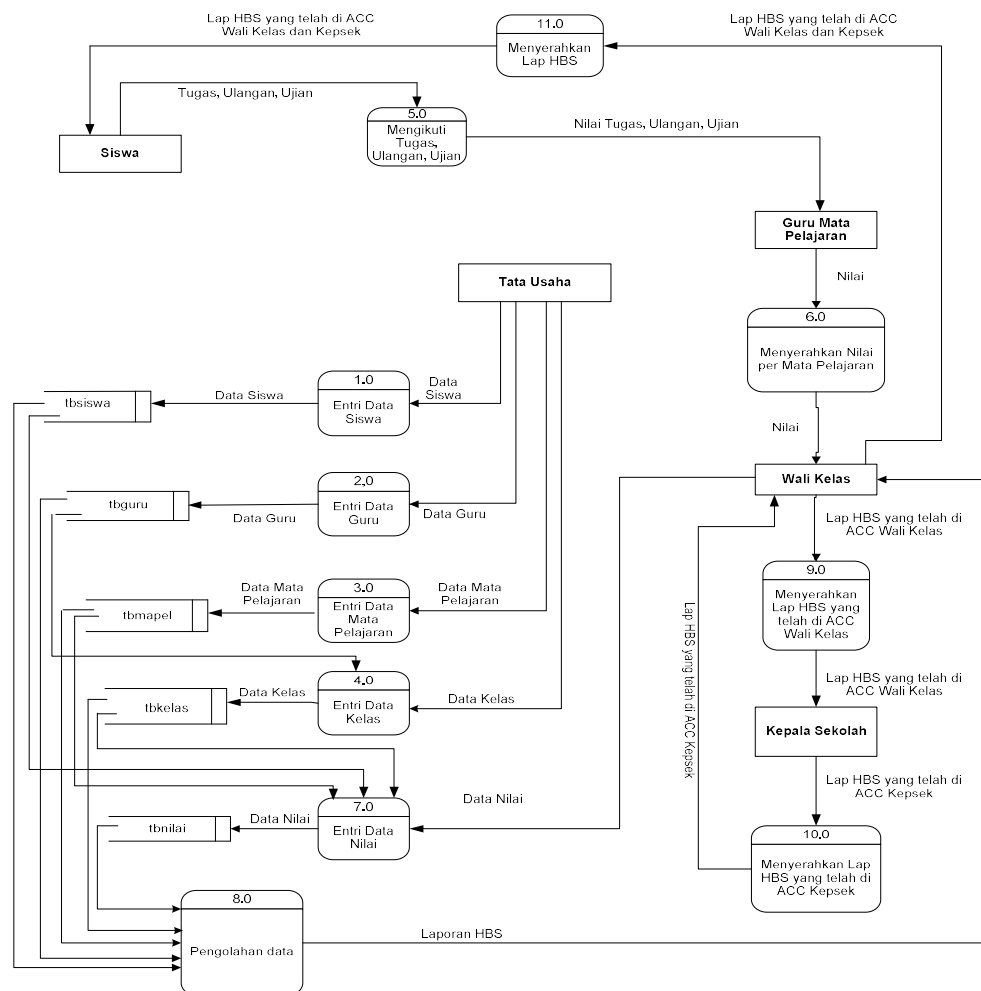 Lap HBS yang telah di ACC
Wali Kelas dan Kepsek
11.0
Menyerahkan
Lap HBS
Lap HBS yang telah di ACC
Wali Kelas dan Kepsek
Tugas, Ulangan, Ujian
5.0
Mengikuti
Tugas,
Ulangan, Ujian
Nilai Tugas, Ulangan, Ujian
Siswa
Guru Mata
Pelajaran
Nilai
Tata Usaha
6.0
Menyerahkan Nilai
per Mata Pelajaran
Nilai
tbsiswa
Data Siswa
1.0
Entri Data
Siswa
Data
Siswa
Wali Kelas
tbguru
Data Guru
2,0
Entri Data
Guru
Data Guru
Lap HBS yang telah di
ACC Wali Kelas
9.0
Menyerahkan
Lap HBS yang
telah di ACC
Wali Kelas
tbmapel
Data Mata
Pelajaran
3.0
Entri Data
Mata
Pelajaran
Data Mata
Pelajaran
Lap HBS yang telah di ACC Kepsek
Lap HBS yang telah di
ACC Wali Kelas
tbkelas
Data Kelas
4.0
Entri Data
Kelas
Data Kelas
Kepala Sekolah
Lap HBS yang telah di
ACC Kepsek
tbnilai
Data Nilai
7.0
Entri Data
Nilai
Data Nilai
10.0
Menyerahkan Lap
HBS yang telah di
ACC Kepsek
8.0
Pengolahan data
Laporan HBS